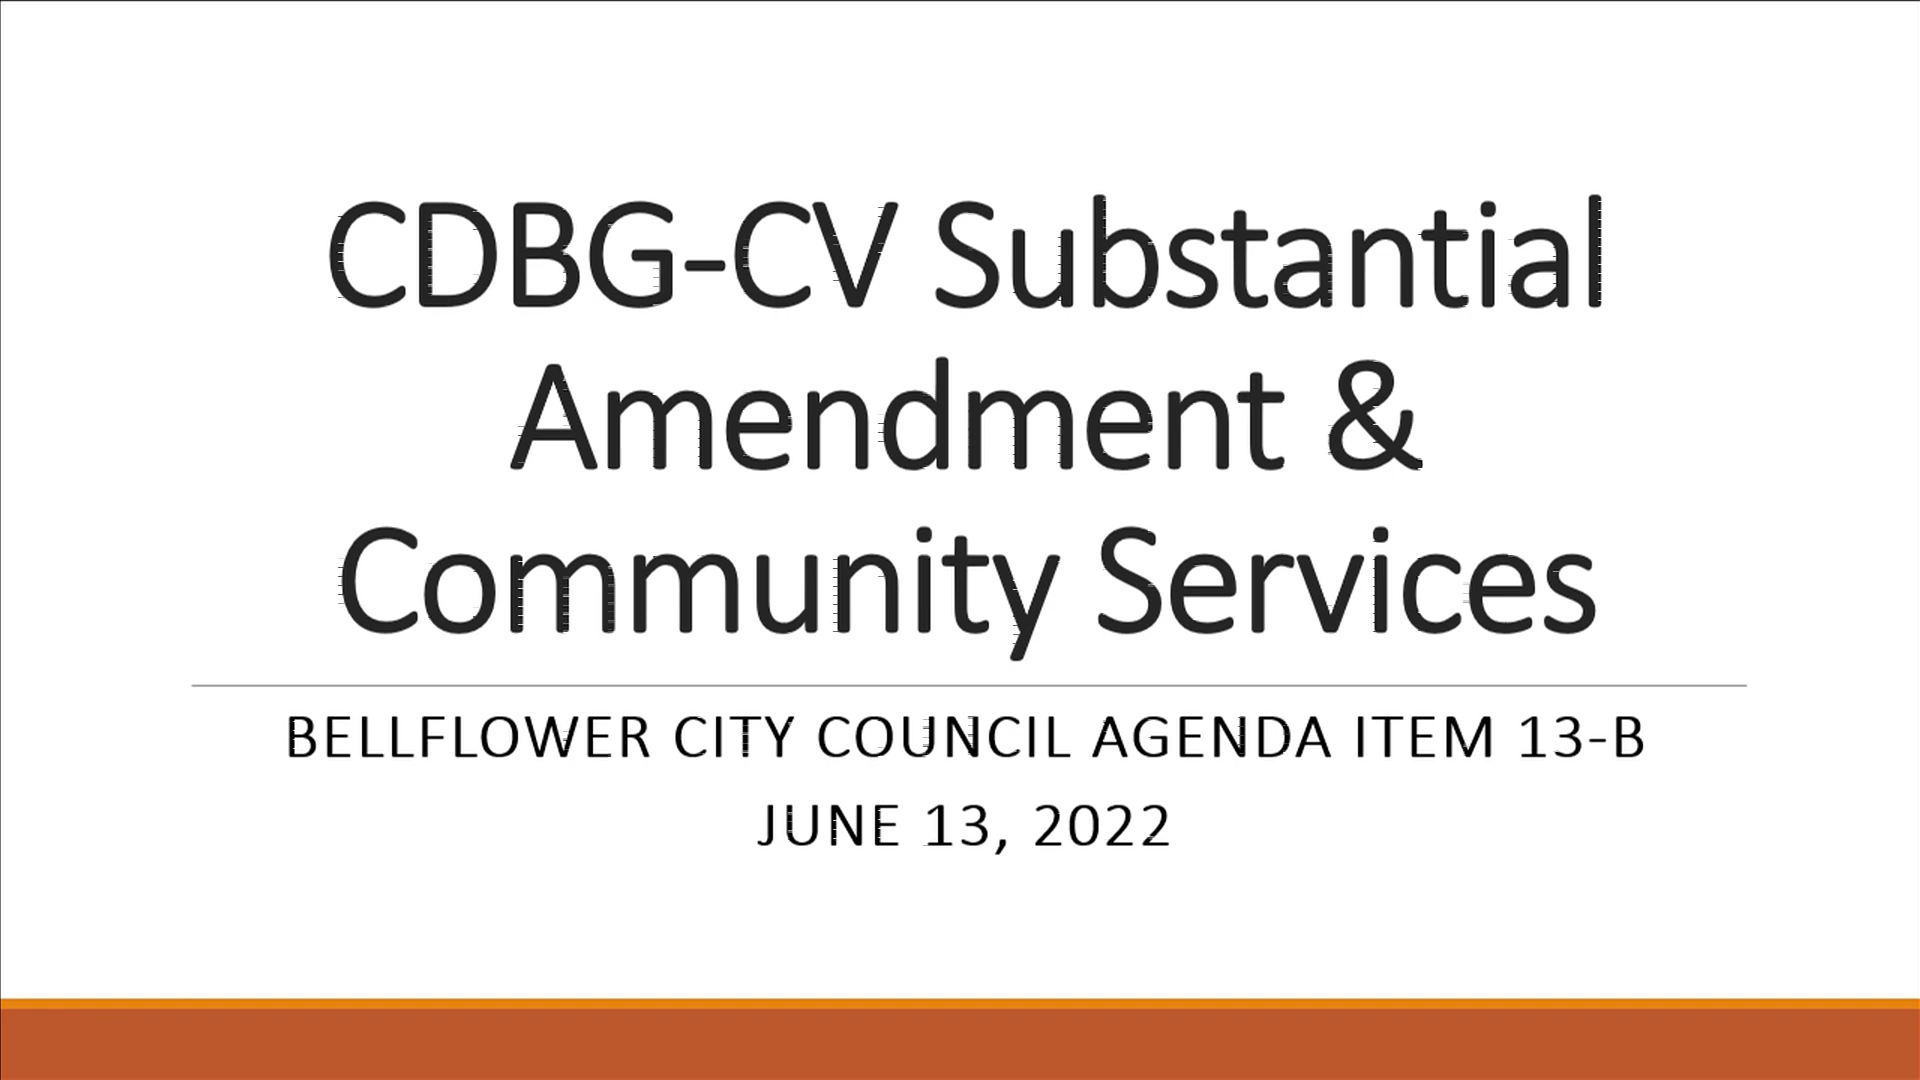 CDBG-CV Substantial
Amendment &
Community Services
BELLFLOWER CITY COUNCIL AGENDA ITEM 13-B
JUNE 13, 2022